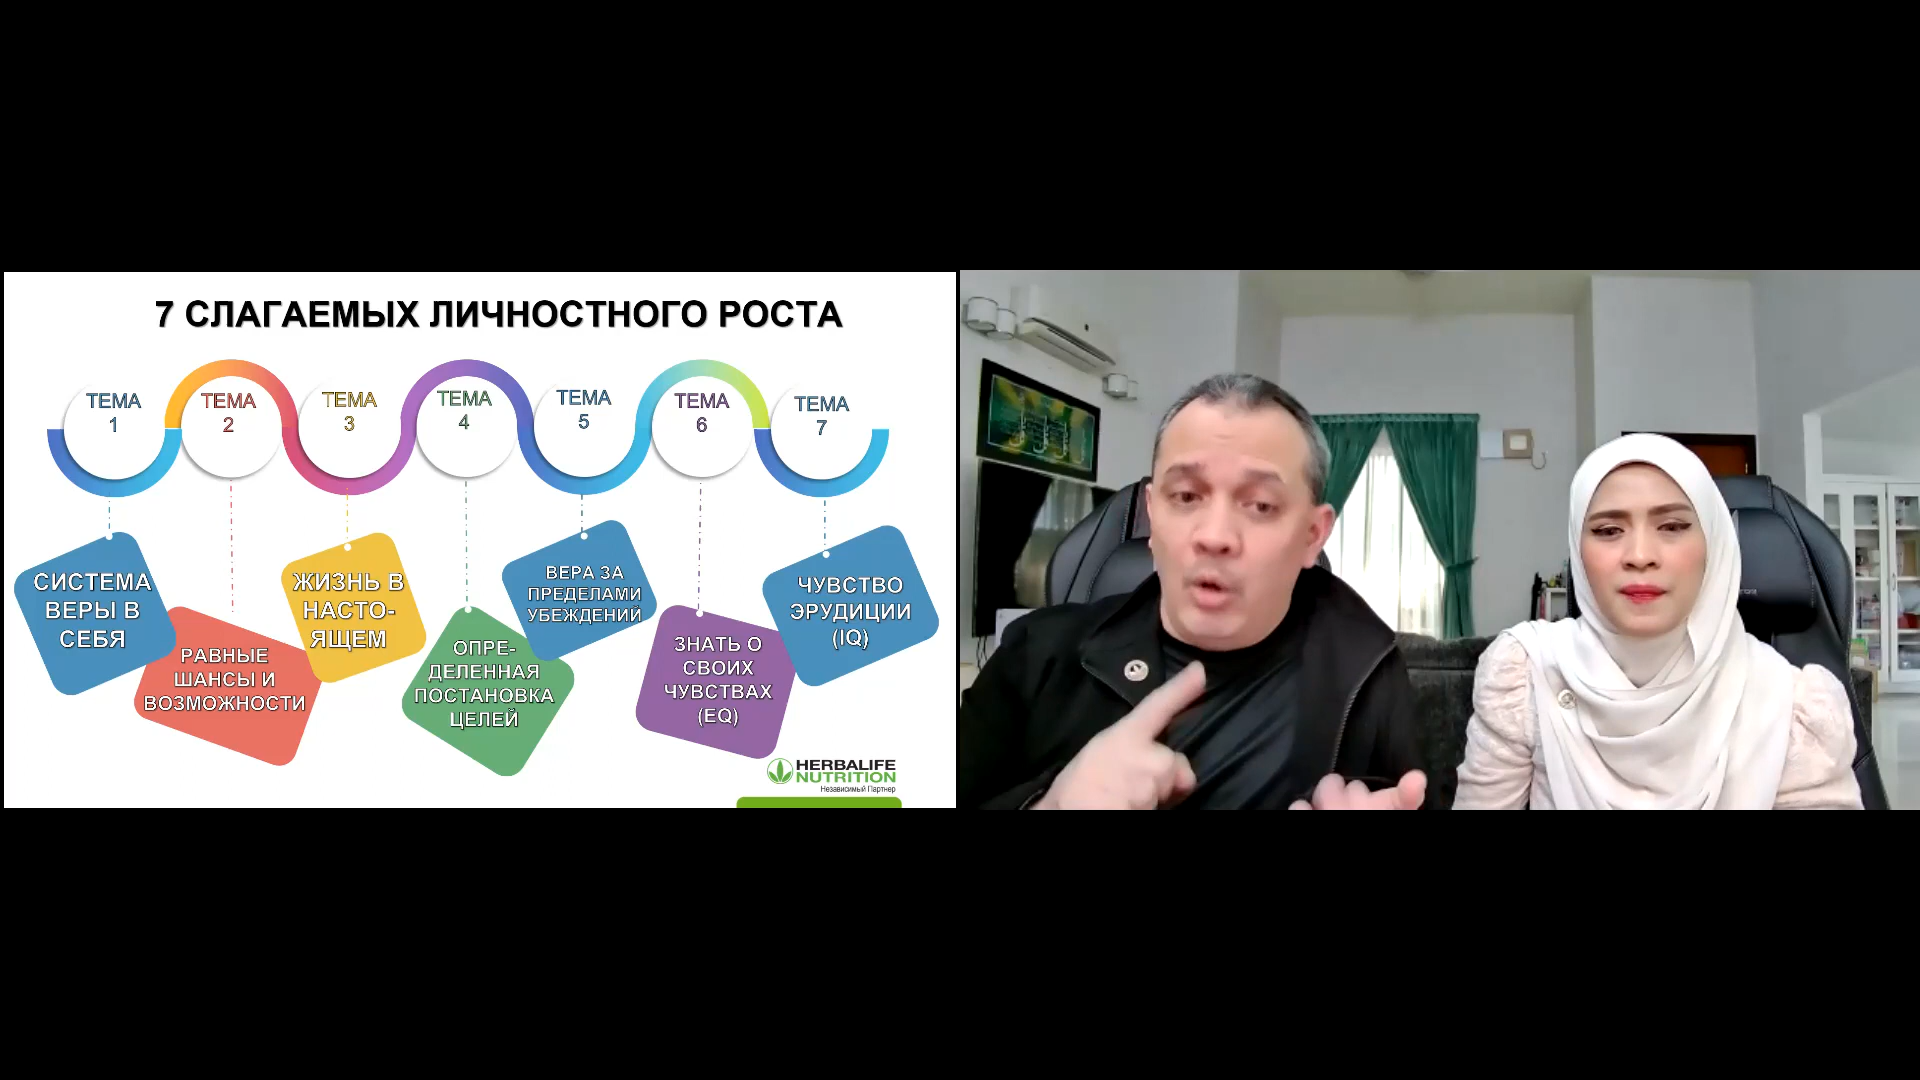 7 СЛАГАЕМЫХ ЛИЧНОСТНОГО РОСТА
ТЕМА
1
ТЕМА
2
ТЕМА
3
ТЕМА
4
ТЕМА
5
ТЕМА
6
ТЕМА
7
СИСТЕМА
ВЕРЫ В
СЕБЯ
РАВНЫЕ
ШАНСЫ И
ВОЗМОЖНОСТИ
ЖИЗНЬ В
НАСТО-
ЯЩЕМ
ОПРЕ-
ДЕЛЕННАЯ
ПОСТАНОВКА
ЦЕЛЕЙ
ВЕРА ЗА
ПРЕДЕЛАМИ
УБЕЖДЕНИЙ
ЗНАТЬ О
СВОИХ
ЧУВСТВАХ
(EQ)
ЧУВСТВО
ЭРУДИЦИИ
(IQ)
HERBALIFE
NUTRITION
Независимый Партнер